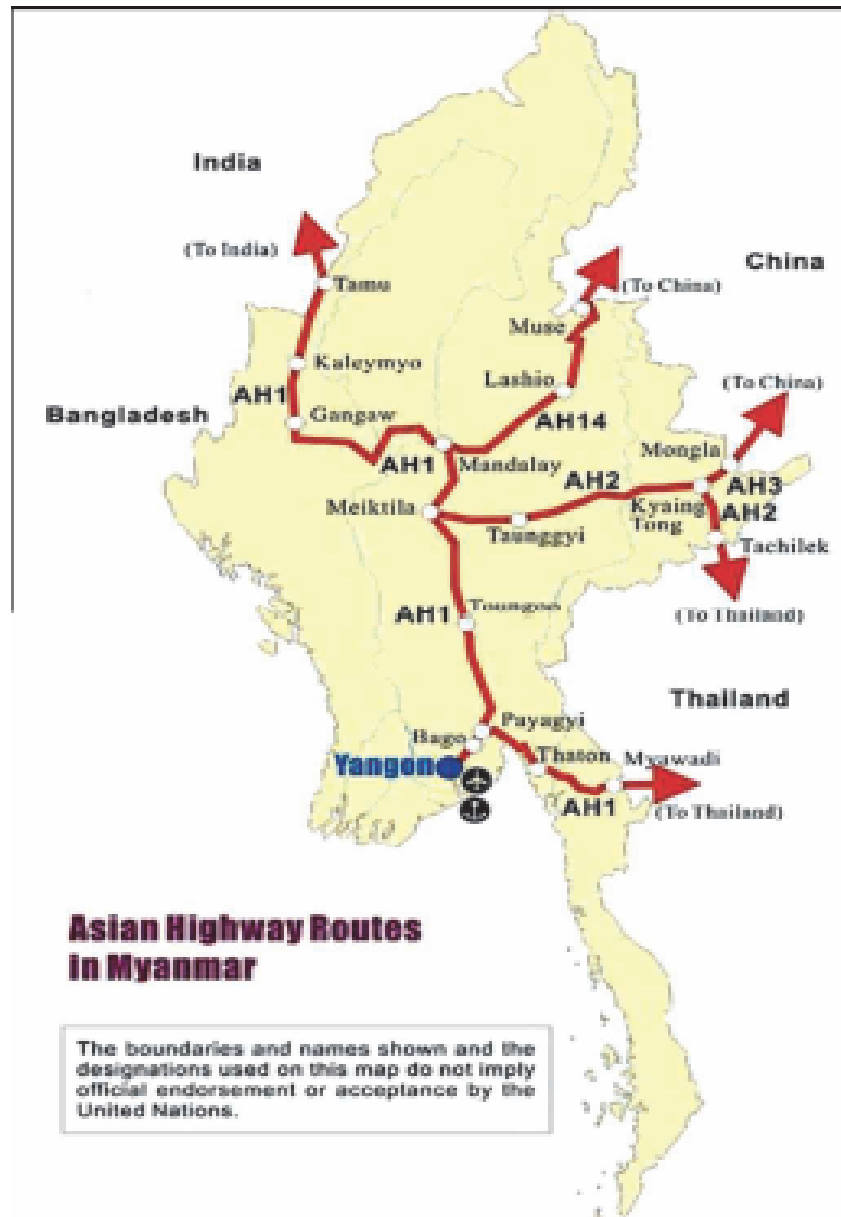 India
(To India)
China
(To China)
Tamu
Muse
Kaleymyo
Lashio
(To China)
AH1
Bangladesh
Gangaw
AH14
Mongla
AH1
Mandalay
AH2
AH3
Meiktila
Kyaing
Tong
AH2
Taunggyi
Tachilek
AH1
Toungoo
(To Thailand)
Thailand
Payagyi
Bago
Thaton
Myawadi
Yangon
AH1
(To Thailand)
Asian Highway Routes
in Myanmar
The boundaries and names shown and the
designations used on this map do not imply
official endorsement or acceptance by the
United Nations.